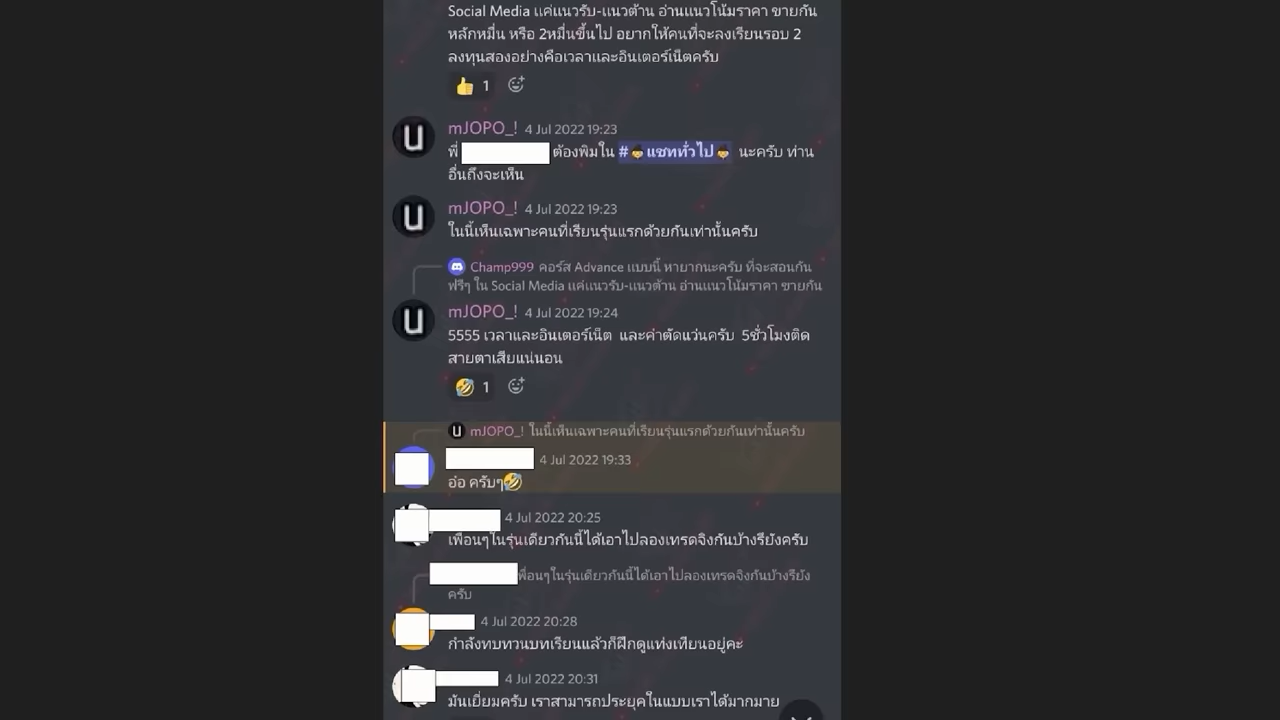 Social Media แค่แนวรับ-แนวต้าน อ่านแนวโน้มราคา ขายกัน
หลักหมื่น หรือ 2หมื่นขึ้นไป อยากให้คนที่จะลงเรียนรอบ 2
ลงทุนสองอย่างคือเวลาและอินเตอร์เน็ตครับ
1
mJOPO_! 4 Jul 2022 19:23
พี่ ต้องพิมใน #แชททั่วไป นะครับ ท่าน
อื่นถึงจะเห็น
mJOPO_! 4 Jul 2022 19:23
ในนี้เห็นเฉพาะคนที่เรียนรุ่นแรกด้วยกันเท่านั้นครับ
Champ999 คอร์ส Advance แบบนี้ หายากนะครับ ที่จะสอนกัน
ฟรีๆ ใน Social Media แค่แนวรับ-แนวต้าน อ่านแนวโน้มราคา ขายกัน
mJOPO_! 4 Jul 2022 19:24
5555 เวลาและอินเตอร์เน็ต และค่าตัดแว่นครับ 5ชั่วโมงติด
สายตาเสียแน่นอน
1
mJOPO_! ในนี้เห็นเฉพาะคนที่เรียนรุ่นแรกด้วยกันเท่านั้นครับ
4 Jul 2022 19:33
อ่อ ครับๆ
4 Jul 2022 20:25
เพื่อนๆในรุ่นเดียวกันนี้ได้เอาไปลองเทรดจิงกันบ้างรึยังครับ
พื่อนๆในรุ่นเดียวกันนี้ได้เอาไปลองเทรดจิงกันบ้างรึยัง
ครับ
4 Jul 2022 20:28
กำลังทบทวนบทเรียนแล้วก็ฝึกดูแท่งเทียนอยู่คะ
4 Jul 2022 20:31
มันเยี่ยมครับ เราสามารถประยุคในแบบเราได้มากมาย